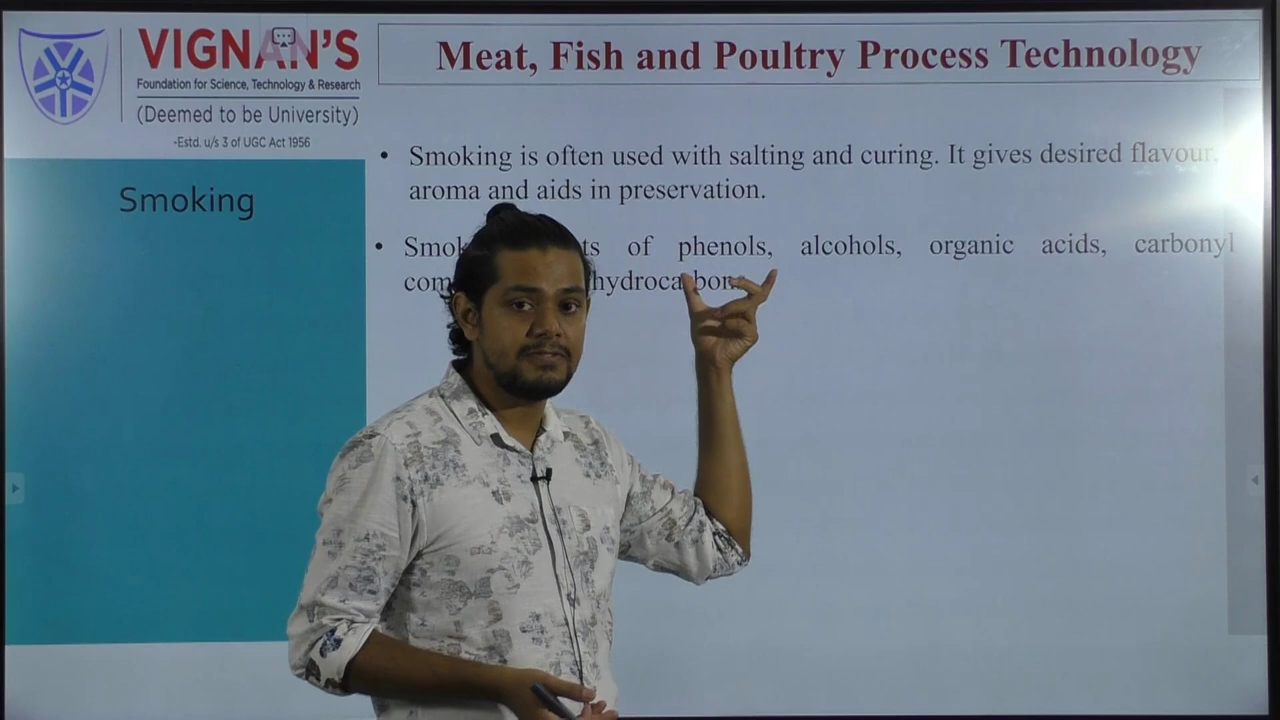 VIGNAN'S
Foundation for Science, Technology & Research
(Deemed to be University)
-Estd. u/s 3 of UGC Act 1956
Meat, Fish and Poultry Process Technology
Smoking
• Smoking is often used with salting and curing. It gives desired flavour,
aroma and aids in preservation.
• of phenols, alcohols, organic acids, carbonyl